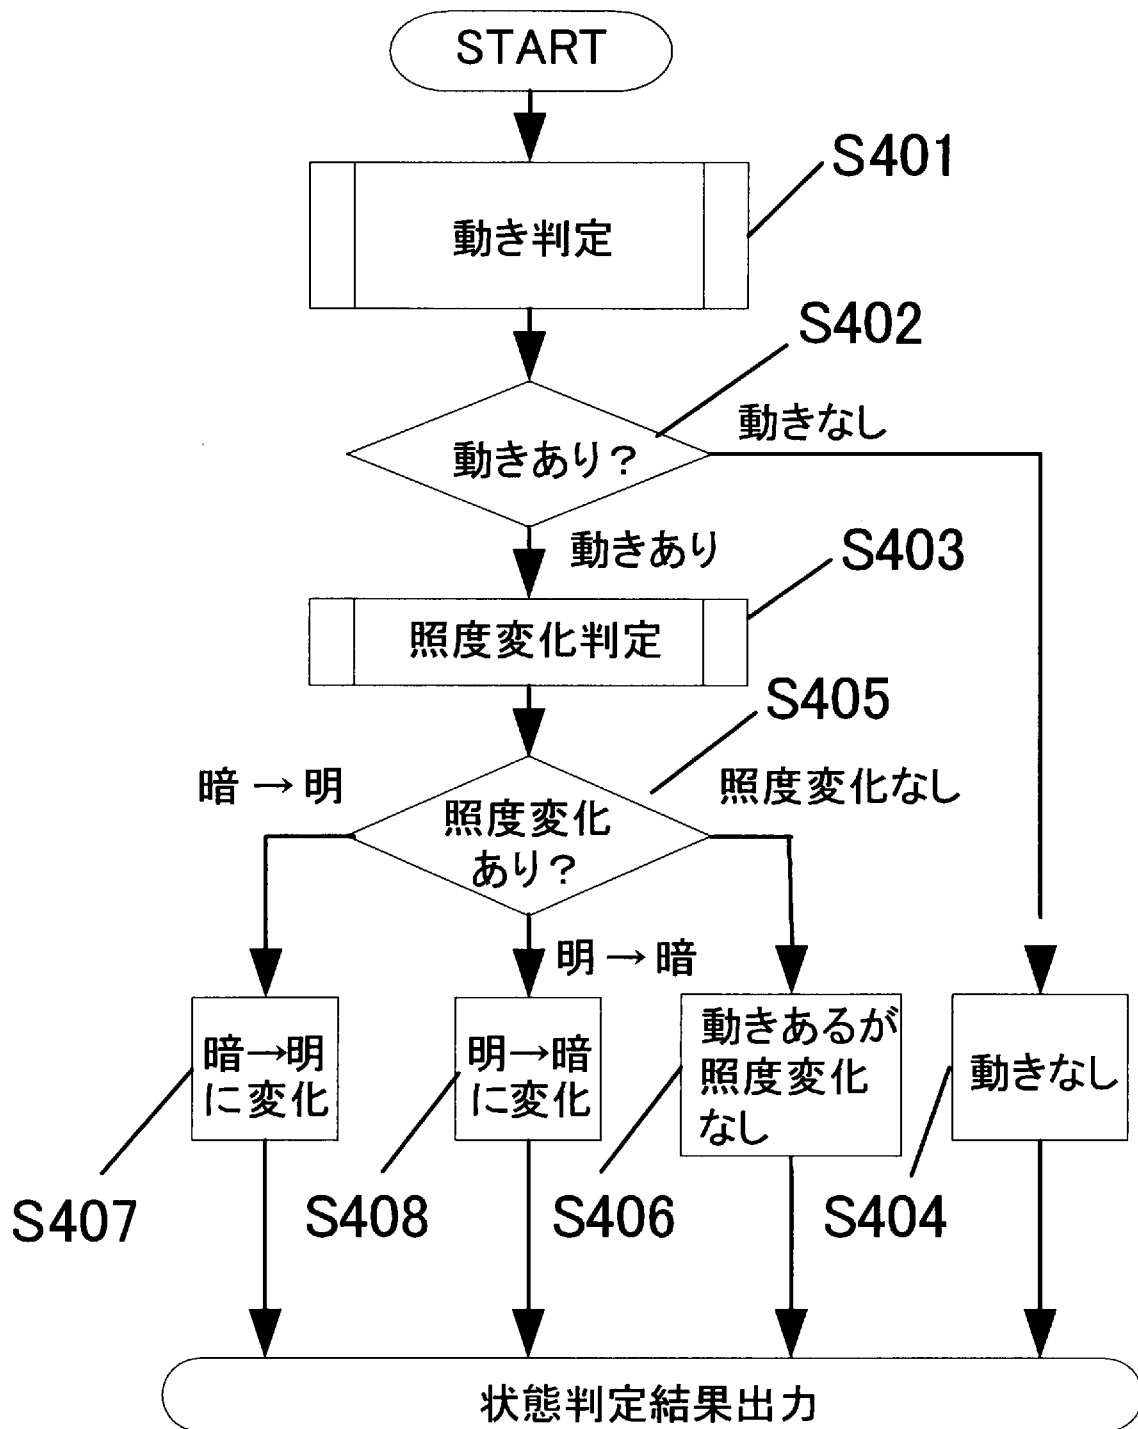 START
S401
動き判定
S402
動きなし
動きあり？
動きあり
S403
照度変化判定
S405
暗→明
照度変化なし
照度変化
あり？
明→暗
暗→明
に変化
明→暗
に変化
動きあるが
照度変化
なし
動きなし
S407
S408
S406
S404
状態判定結果出力